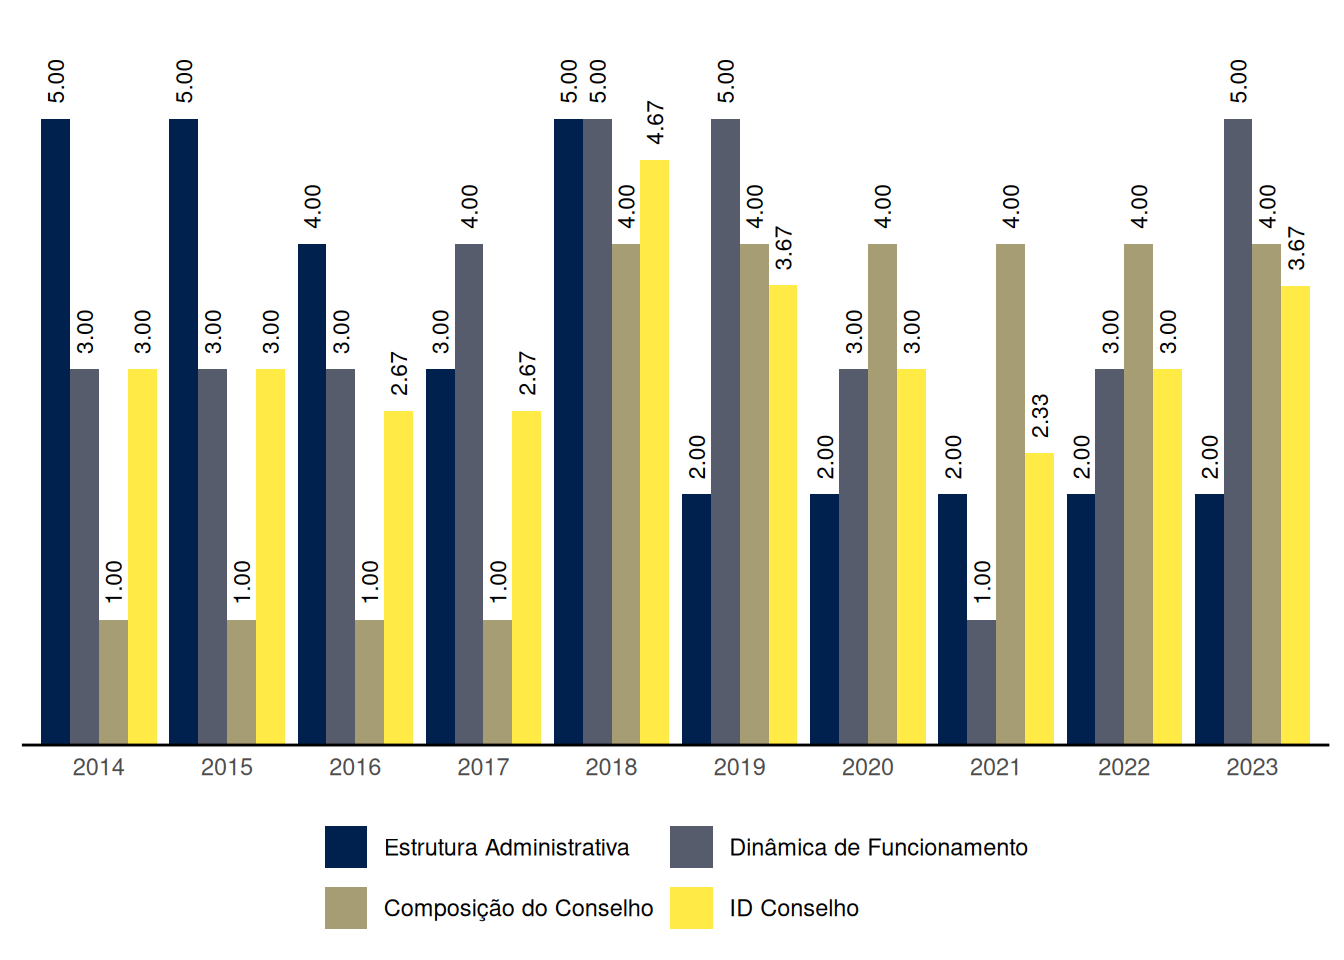 5.00 3.00 1.00 3.00
5.00 3.00 1.00 3.00
4.00 3.00 1.00 2.67
3.00 4.00 1.00 2.67
5.00 5.00 4.00 4.67
2.00 5.00 4.00 3.67
2.00 3.00 4.00 3.00
2.00 1.00 4.00 2.33
2.00 3.00 4.00 3.00
2.00 5.00 4.00 3.67
2014 2015 2016 2017 2018 2019 2020 2021 2022 2023
Estrutura Administrativa Dinâmica de Funcionamento
Composição do Conselho ID Conselho